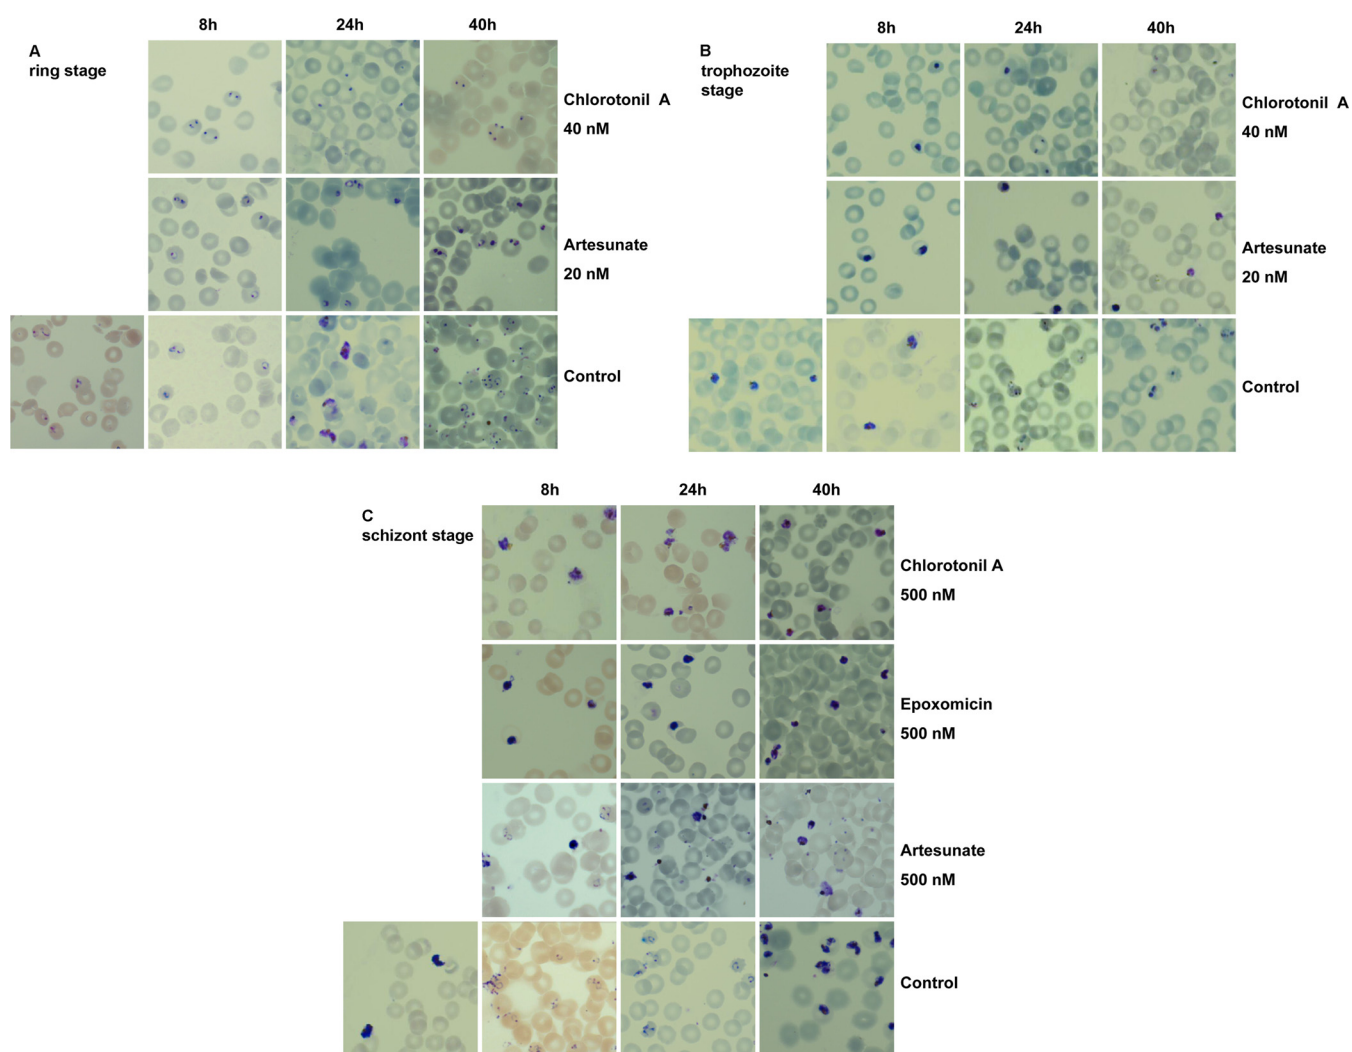 8h 24h 40h
A
ring stage
Chlorotonil A
40 nM
Artesunate
20 nM
Control
8h 24h 40h
B
trophozoite
stage
Chlorotonil A
40 nM
Artesunate
20 nM
Control
8h 24h 40h
C
schizont stage
Chlorotonil A
500 nM
Epoxomicin
500 nM
Artesunate
500 nM
Control